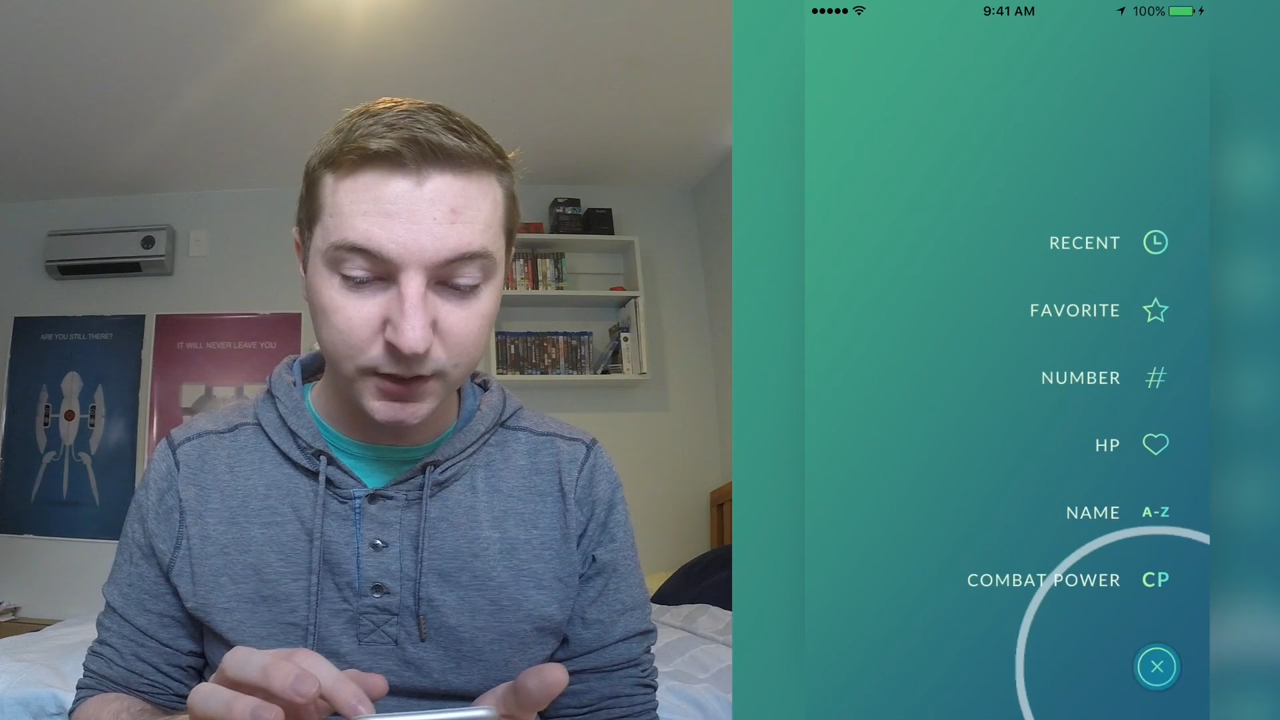 9:41 AM
100%
ARE YOU STILL THERE?
IT WILL NEVER LEAVE YOU
RECENT
FAVORITE
NUMBER #
HP
NAME A-Z
COMBAT POWER CP